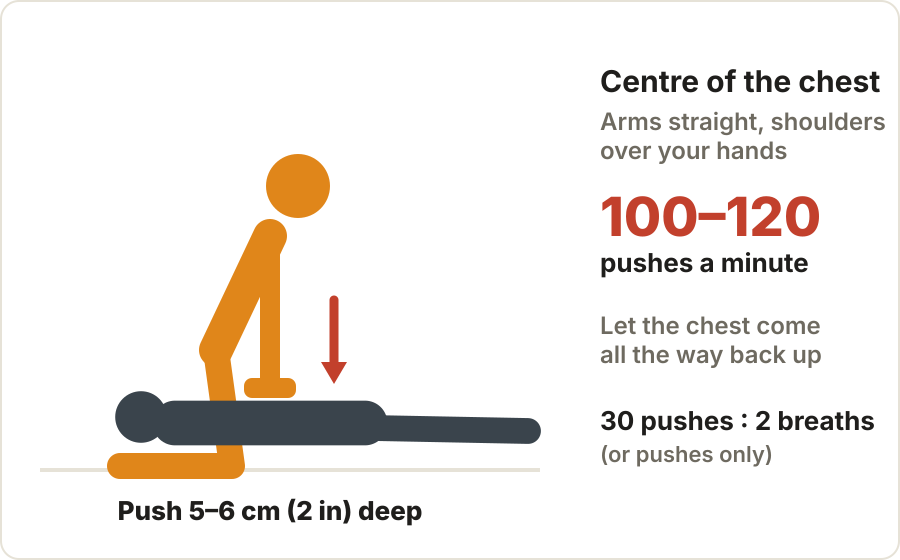 Centre of the chest
Arms straight, shoulders
over your hands
100–120
pushes a minute
Let the chest come
all the way back up
30 pushes : 2 breaths
(or pushes only)
Push 5–6 cm (2 in) deep